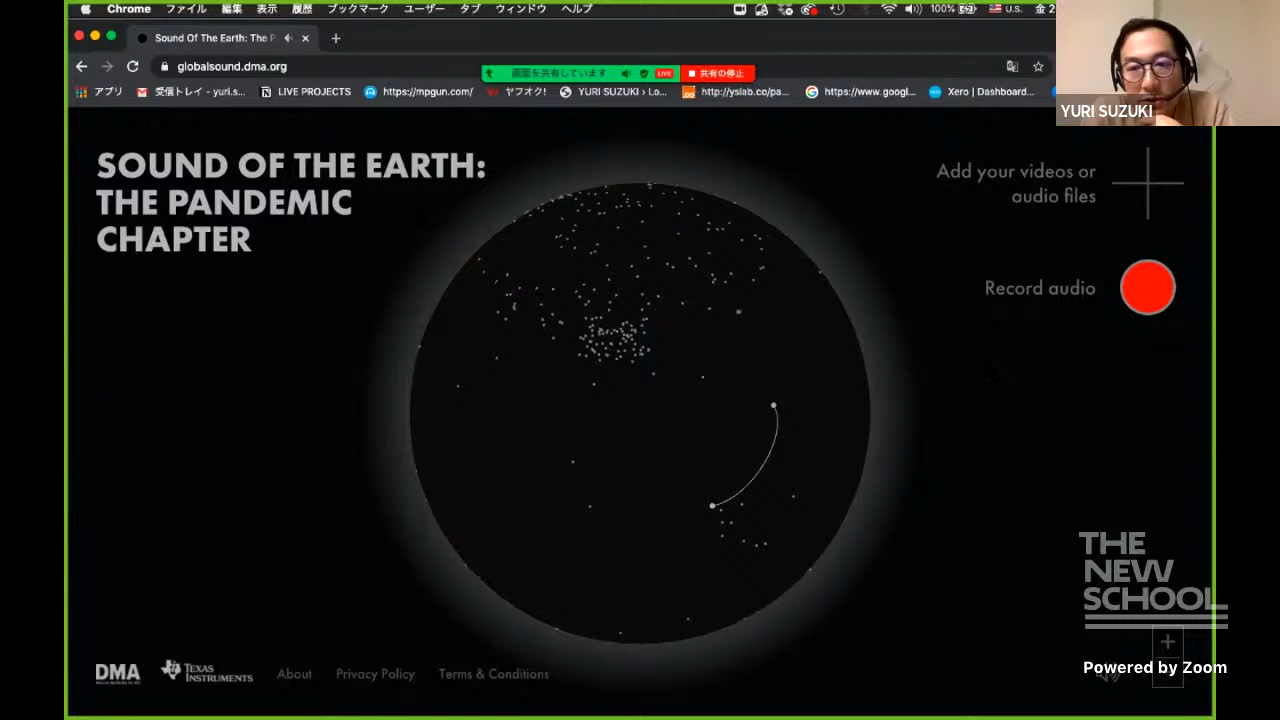 Chrome ファイル 編集 表示 履歴 ブックマーク ユーザー タブ ウィンドウ ヘルプ 100% U.S. 金 2
Sound Of The Earth: The P
globalsound.dma.org
画面を共有しています LIVE 共有の停止
アプリ 受信トレイ - yuri.s... LIVE PROJECTS https://mpgun.com/ ヤフオク! YURI SUZUKI › Lo... http://yslab.co/pa... https://www.googl... Xero | Dashboard...
YURI SUZUKI
SOUND OF THE EARTH:
THE PANDEMIC
CHAPTER
Add your videos or
audio files
Record audio
THE
NEW
SCHOOL
Powered by Zoom
DMA
TEXAS
INSTRUMENTS
About Privacy Policy Terms & Conditions